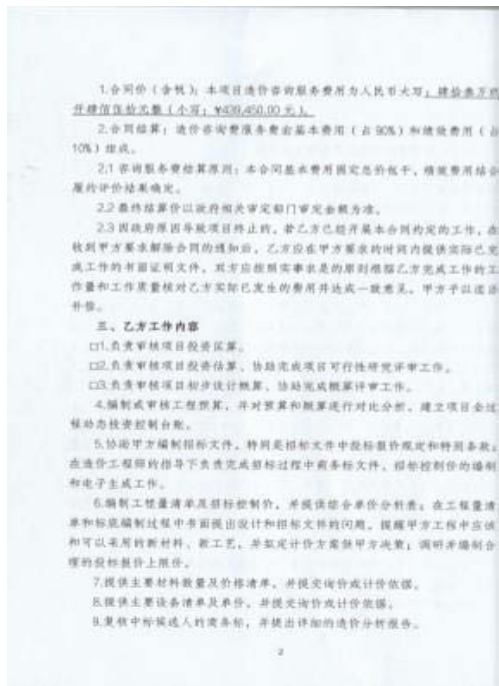 1.合同价（含税）：本项目造价咨询服务费用为人民币大写：肆拾叁万玖
仟肆佰伍拾元整（小写：¥439,450.00元）。
2.合同结算：造价咨询费服务费由基本费用（占90%）和绩效费用（占
10%）组成。
2.1咨询服务费结算原则：本合同基本费用固定总价包干，绩效费用结合
履约评价结果确定。
2.2最终结算价以政府相关审定部门审定金额为准。
2.3因政府原因导致项目终止的，若乙方已经开展本合同约定的工作，在
收到甲方要求解除合同的通知后，乙方应在甲方要求的时间内提供实际已完
成工作的书面证明文件，双方应按照实事求是的原则根据乙方完成工作的工
作量和工作质量核对乙方实际已发生的费用并达成一致意见，甲方予以适当
补偿。
三、乙方工作内容
□1.负责审核项目投资匡算。
□2.负责审核项目投资估算、协助完成项目可行性研究评审工作。
□3.负责审核项目初步设计概算、协助完成概算评审工作。
4.编制或审核工程预算，并对预算和概算进行对比分析，建立项目全过
程动态投资控制台账。
5.协助甲方编制招标文件，特别是招标文件中投标报价规定和特别条款。
在造价工程师的指导下负责完成招标过程中商务标文件、招标控制价的编制
和电子生成工作。
6.编制工程量清单及招标控制价，并提供综合单价分析表；在工程量清
单和标底编制过程中书面提出设计和招标文件的问题，提醒甲方工程中应该
和可以采用的新材料、新工艺，并拟定计价方案供甲方决策；调研并编制合
理的投标报价上限价。
7.提供主要材料数量及价格清单，并提交询价或计价依据。
8.提供主要设备清单及单价，并提交询价或计价依据。
9.复核中标候选人的商务标，并提出详细的造价分析报告。
2